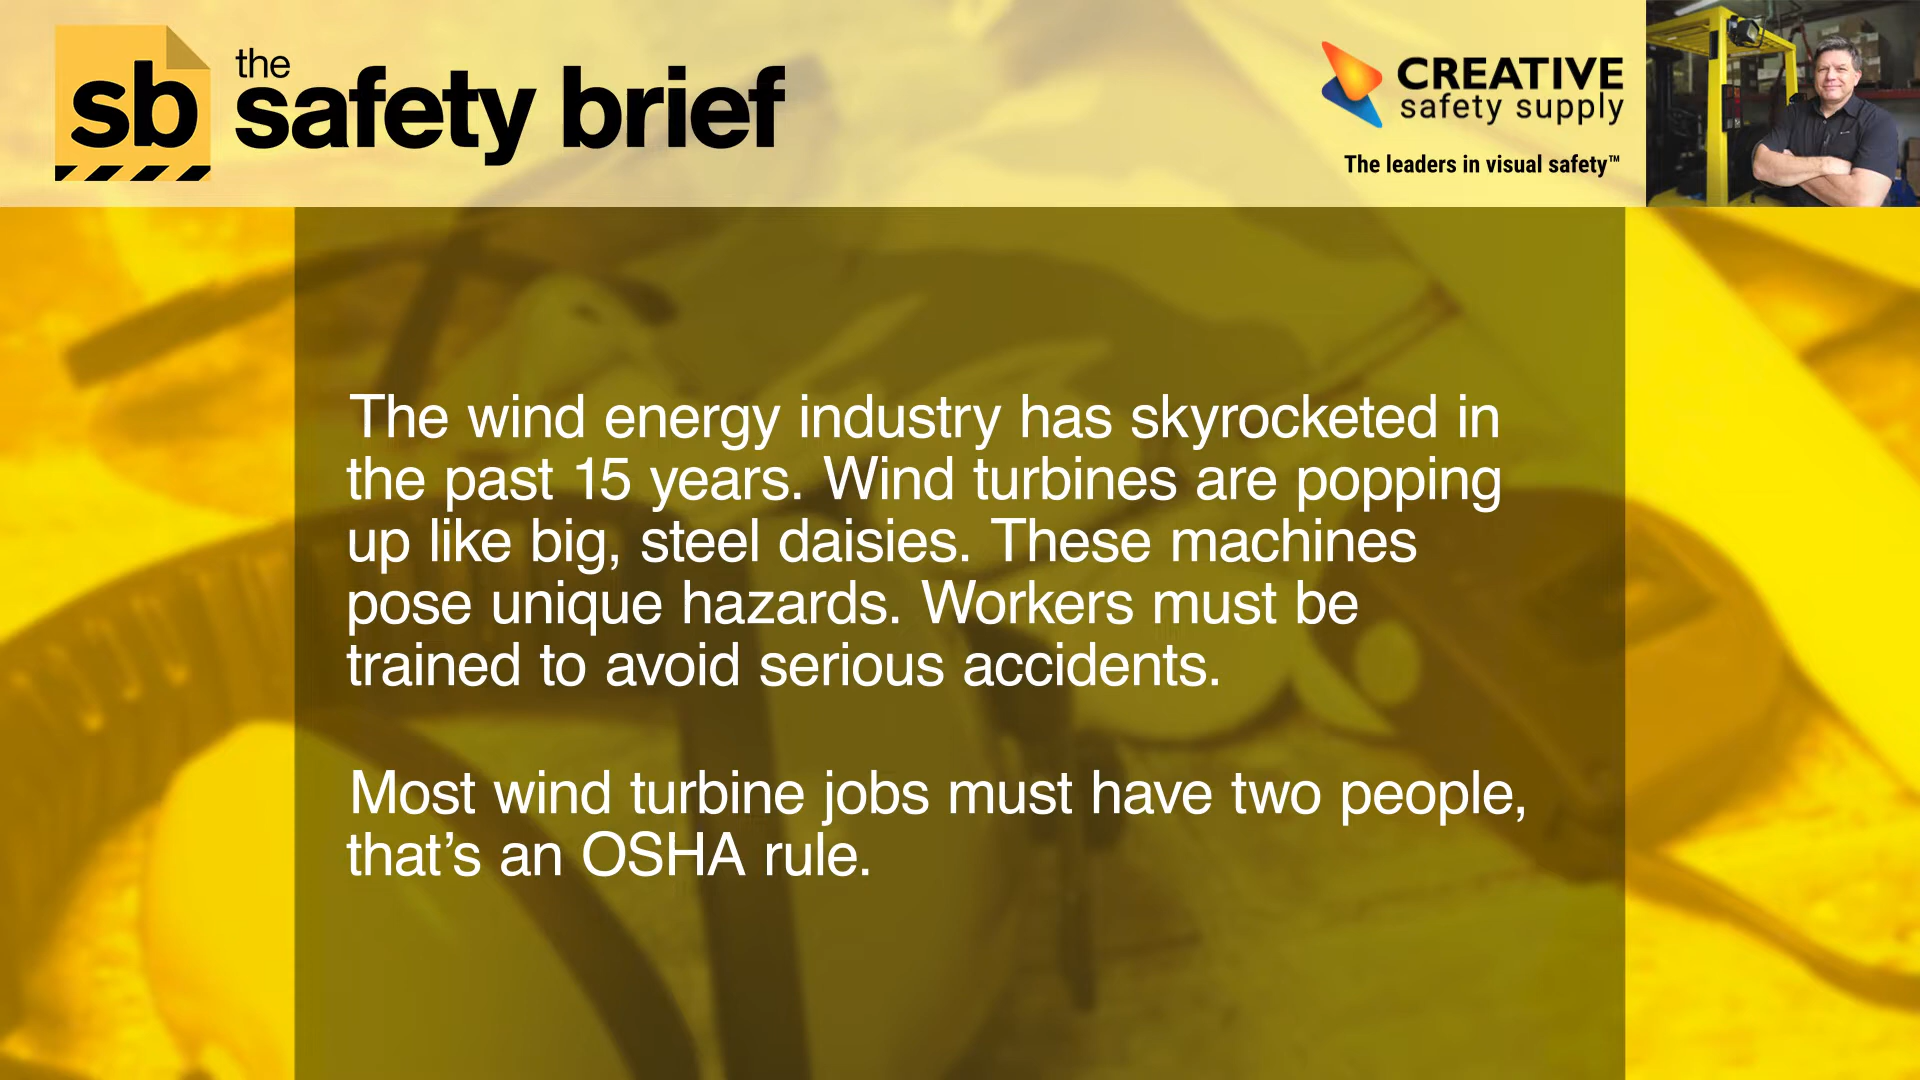 sb
the
safety brief
CREATIVE
safety supply
The leaders in visual safety™
The wind energy industry has skyrocketed in
the past 15 years. Wind turbines are popping
up like big, steel daisies. These machines
pose unique hazards. Workers must be
trained to avoid serious accidents.
Most wind turbine jobs must have two people,
that’s an OSHA rule.